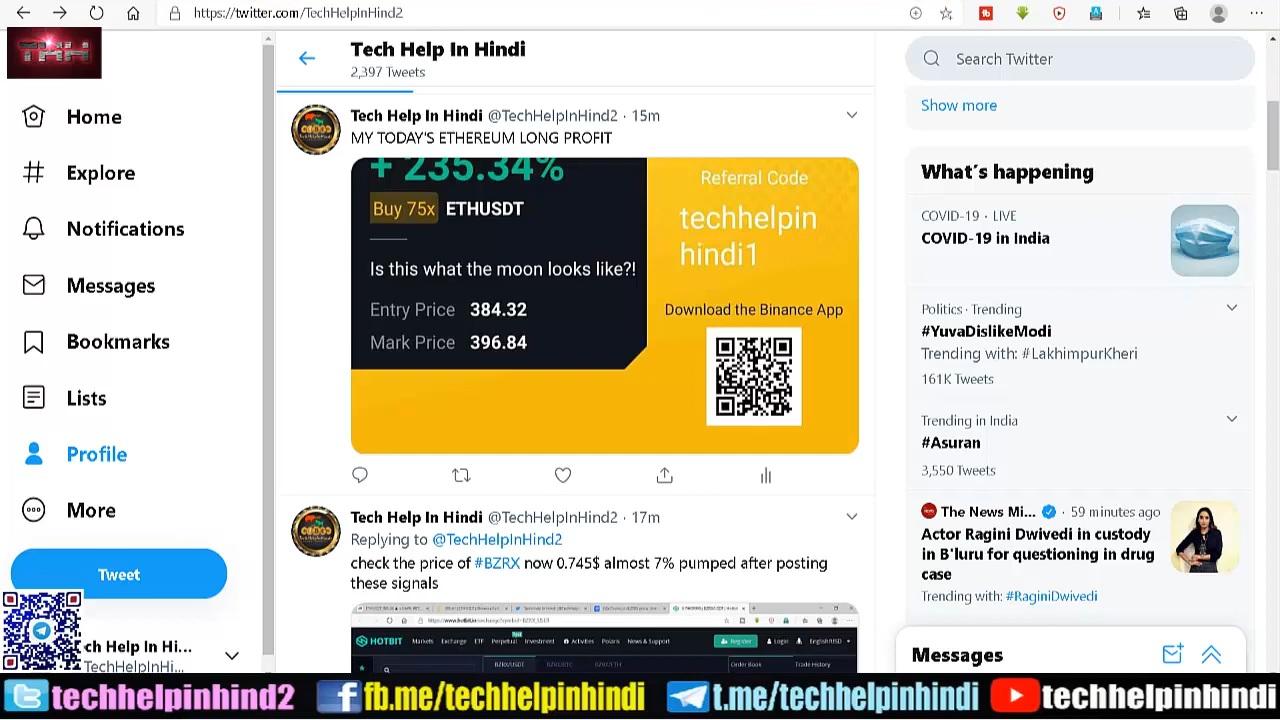 https://twitter.com/TechHelpInHind2
THH
Home
Explore
Notifications
Messages
Bookmarks
Lists
Profile
More
Tweet
ch Help In Hi...
TechHelpInHi...
Tech Help In Hindi
2,397 Tweets
Tech Help In Hindi @TechHelpInHind2 · 15m
MY TODAY'S ETHEREUM LONG PROFIT
+ 235.34%
Buy 75x ETHUSDT
Is this what the moon looks like?!
Entry Price 384.32
Mark Price 396.84
Referral Code
techhelpin
hindi1
Download the Binance App
Tech Help In Hindi @TechHelpInHind2 · 17m
Replying to @TechHelpInHind2
check the price of #BZRX now 0.745$ almost 7% pumped after posting
these signals
HOTBIT Markets Exchange ETF Perpetual Investment Activities Polaris News & Support Register Login English/USD
BZRX/USDT BZRX/BTC BZRX/ETH Order Book Trade History
Search Twitter
Show more
What's happening
COVID-19 · LIVE
COVID-19 in India
Politics · Trending
#YuvaDislikeModi
Trending with: #LakhimpurKheri
161K Tweets
Trending in India
#Asuran
3,550 Tweets
The News Mi... · 59 minutes ago
Actor Ragini Dwivedi in custody
in B'luru for questioning in drug
case
Trending with: #RaginiDwivedi
Messages
techhelpinhind2 fb.me/techhelpinhindi t.me/techhelpinhindi techhelpinhindi